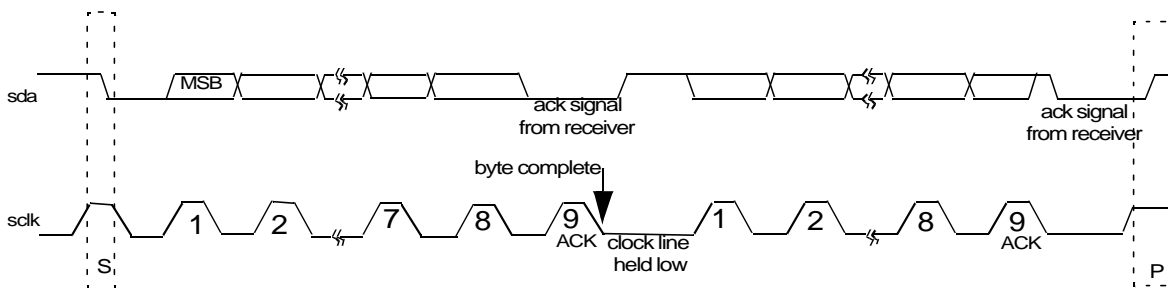 MSB
sda
ack signal
from receiver
ack signal
from receiver
byte complete
sclk
1
2
7
8
9
ACK
clock line
held low
1
2
8
9
ACK
S
P